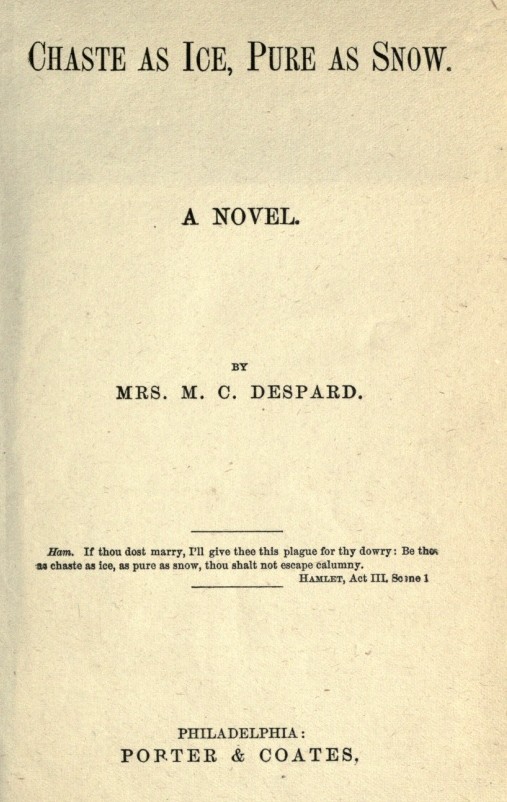 CHASTE AS ICE, PURE AS SNOW.
A NOVEL.
BY
MRS. M. C. DESPARD.
Ham. If thou dost marry, I'll give thee this plague for thy dowry: Be thou
as chaste as ice, as pure as snow, thou shalt not escape calumny.
HAMLET, Act III, Scene 1
PHILADELPHIA:
PORTER & COATES.